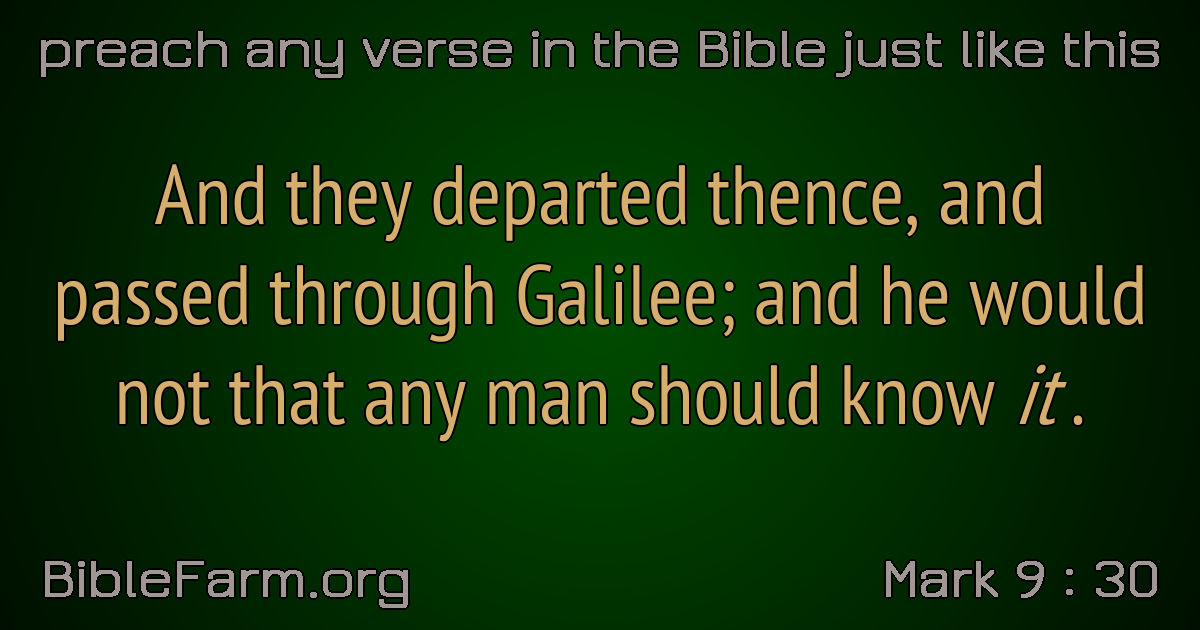 preach any verse in the Bible just like this
And they departed thence, and
passed through Galilee; and he would
not that any man should know it .
BibleFarm.org
Mark 9 : 30